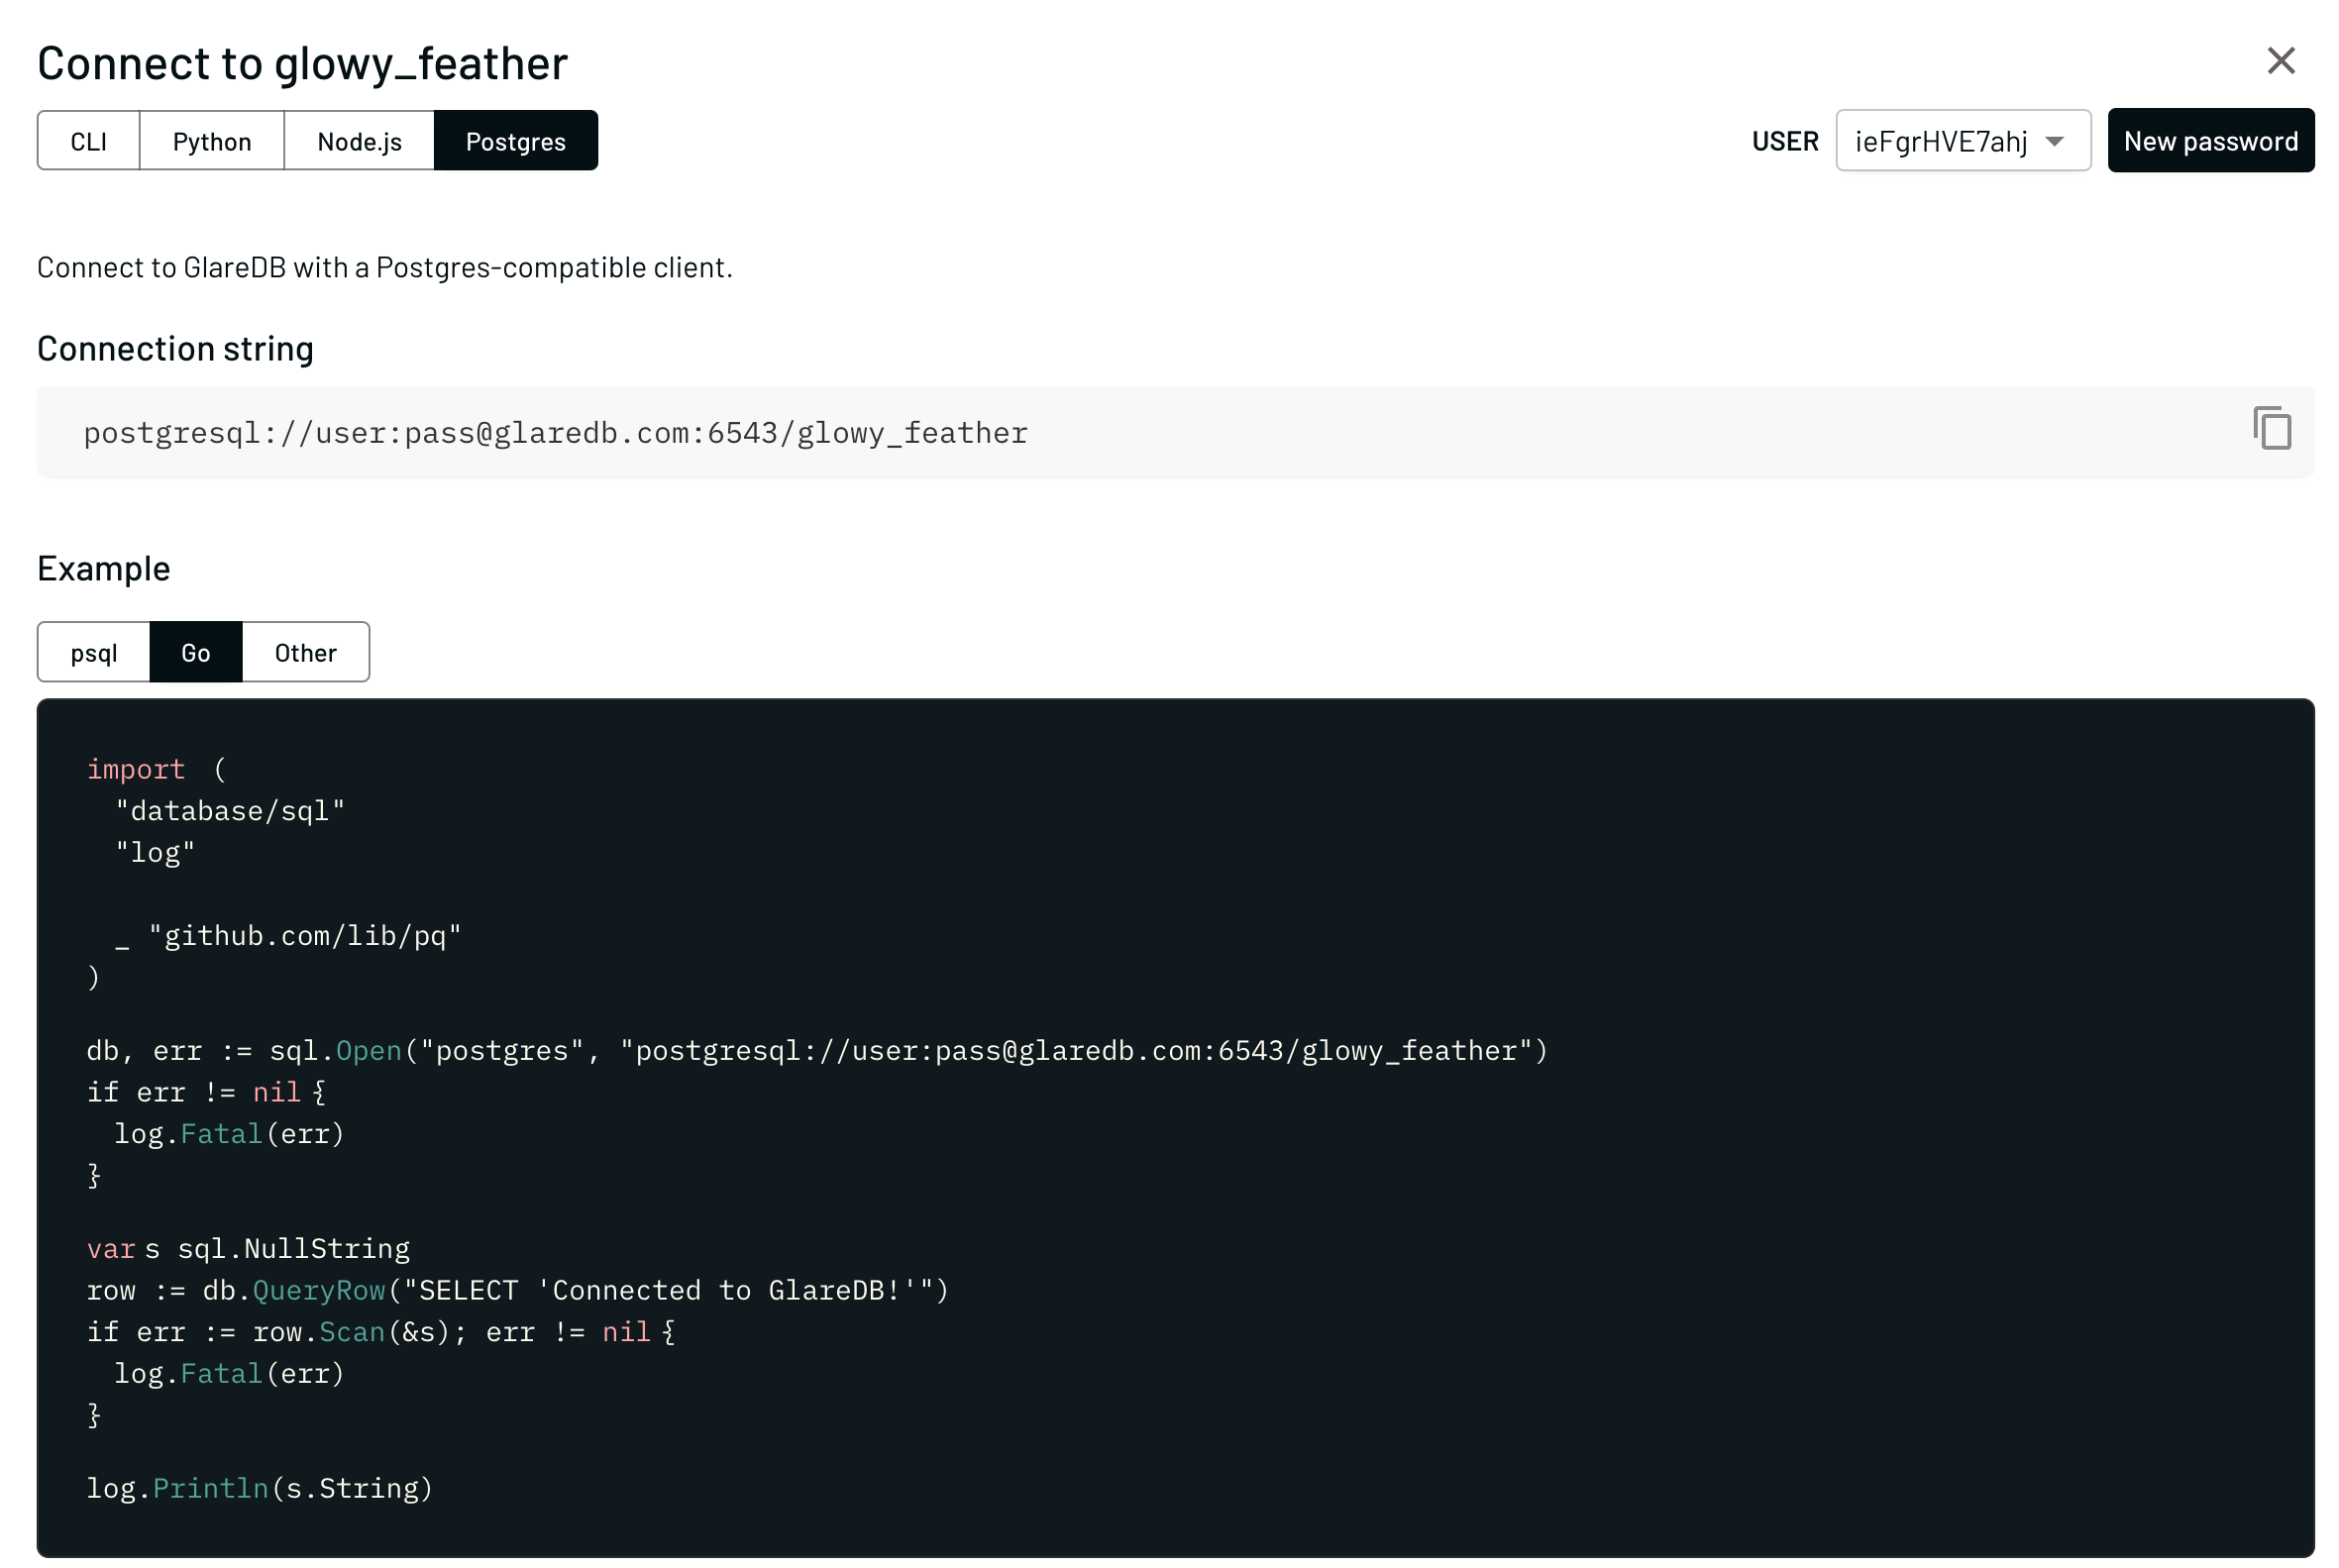 Connect to glowy_feather
CLI Python Node.js Postgres USER ieFgrHVE7ahj New password
Connect to GlareDB with a Postgres-compatible client.
Connection string
postgresql://user:pass@glaredb.com:6543/glowy_feather
Example
psql Go Other
import (
  "database/sql"
  "log"
  _ "github.com/lib/pq"
)
db, err := sql.Open("postgres", "postgresql://user:pass@glaredb.com:6543/glowy_feather")
if err != nil {
  log.Fatal(err)
}
var s sql.NullString
row := db.QueryRow("SELECT 'Connected to GlareDB!'")
if err := row.Scan(&s); err != nil {
  log.Fatal(err)
}
log.Println(s.String)